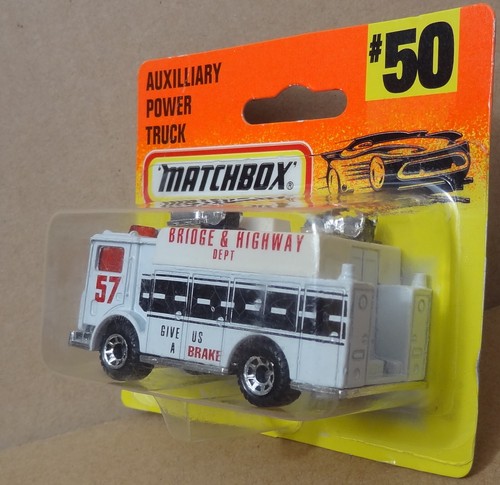 AUXILLIARY
POWER
TRUCK
#50
MATCHBOX®
BRIDGE & HIGHWAY
DEPT
57
GIVE US
A BRAKE